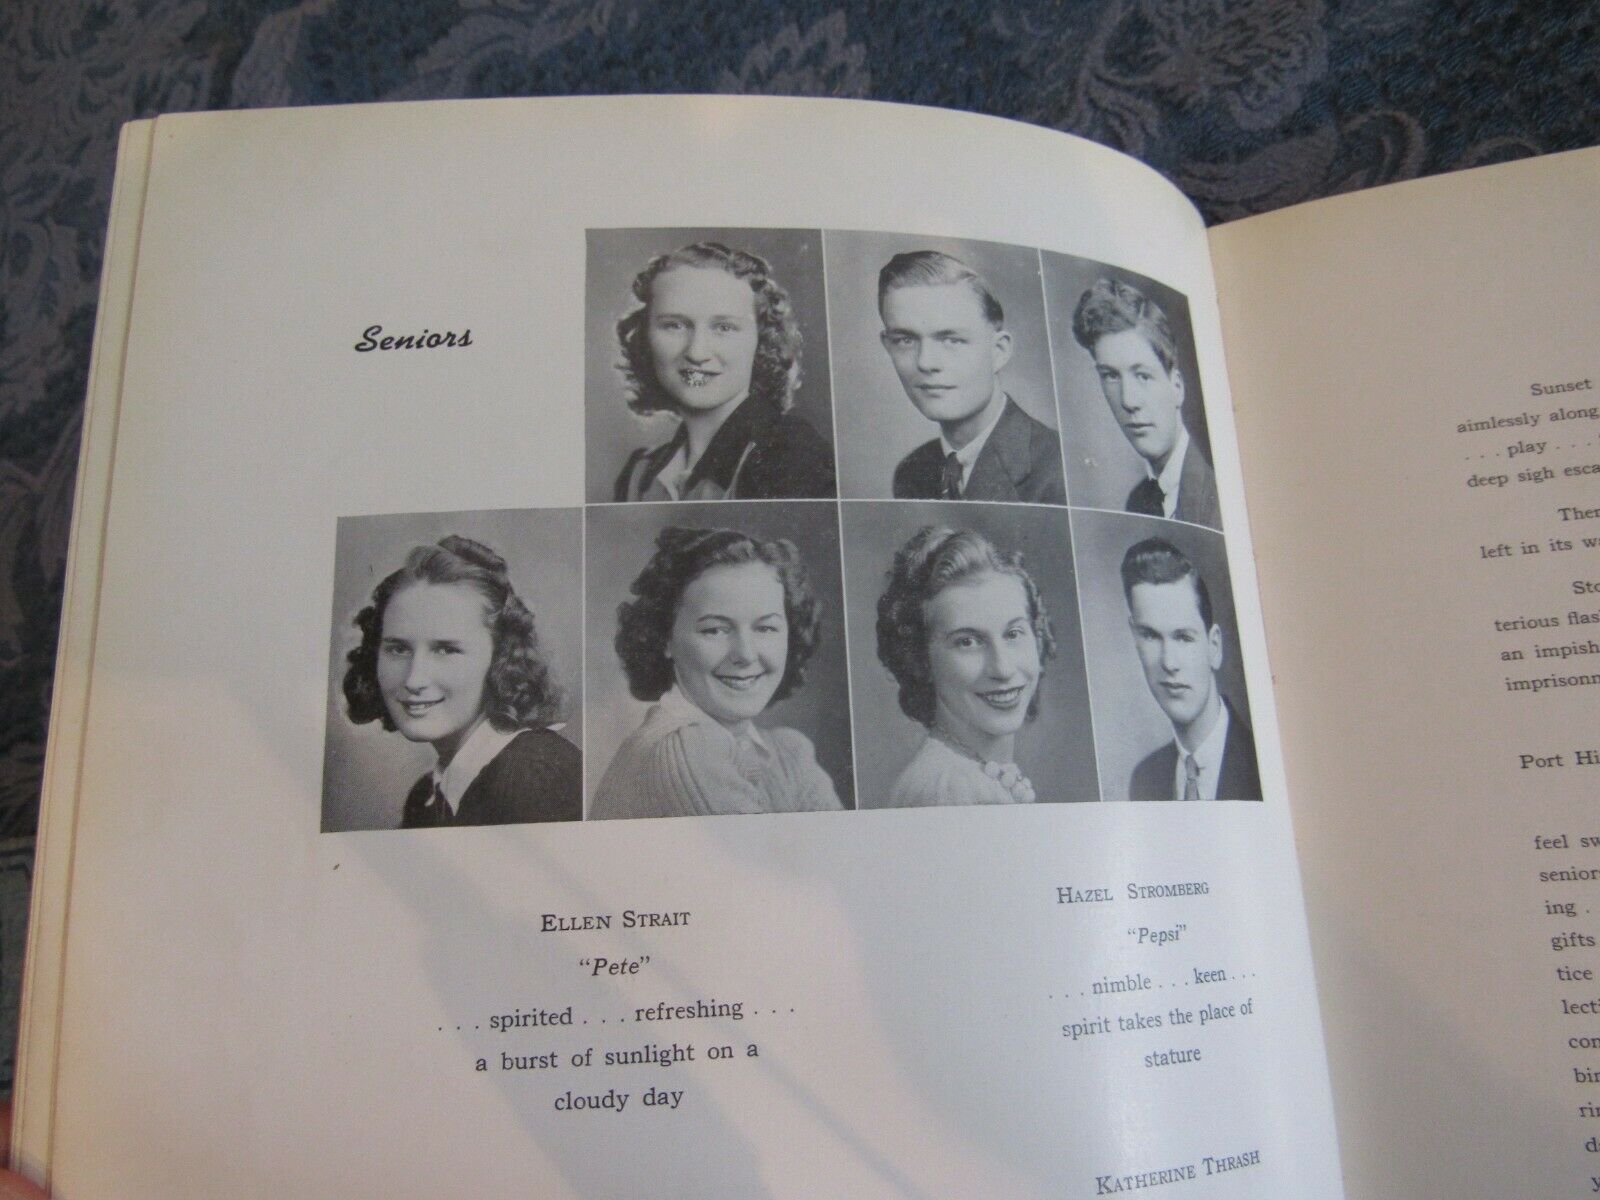 Seniors
ELLEN STRAIT
"Pete"
. . . spirited . . . refreshing . . .
a burst of sunlight on a
cloudy day
HAZEL STROMBERG
"Pepsi"
. . . nimble . . . keen . . .
spirit takes the place of
stature
KATHERINE THRASH
Sunset
aimlessly along
. . . play . . .
deep sigh esca
Ther
left in its wa
Sto
terious flas
an impish
imprisonn
Port Hi
feel sw
senior
ing .
gifts
tice
lecti
con
bir
rin
d
y